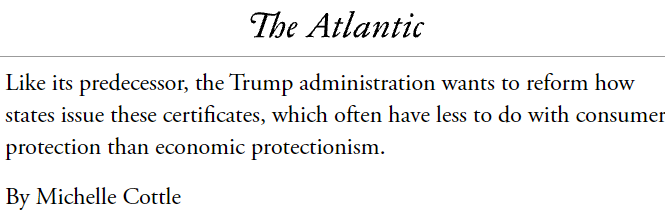 The Atlantic
Like its predecessor, the Trump administration wants to reform how
states issue these certificates, which often have less to do with consumer
protection than economic protectionism.
By Michelle Cottle